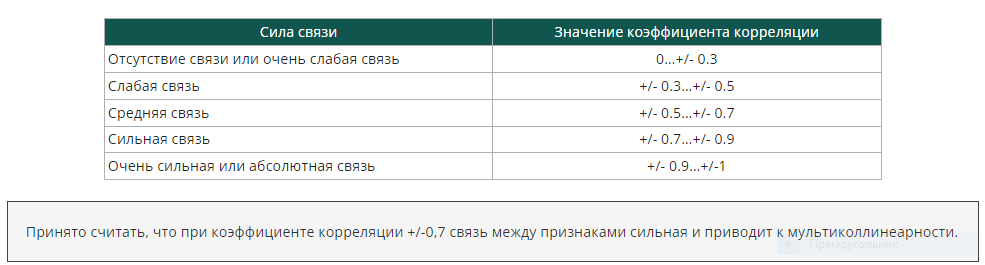 Сила связи Значение коэффициента корреляции
Отсутствие связи или очень слабая связь 0...+/- 0.3
Слабая связь +/- 0.3...+/- 0.5
Средняя связь +/- 0.5...+/- 0.7
Сильная связь +/- 0.7...+/- 0.9
Очень сильная или абсолютная связь +/- 0.9...+/-1
Принято считать, что при коэффициенте корреляции +/-0,7 связь между признаками сильная и приводит к мультиколлинеарности.
Прямоугольник